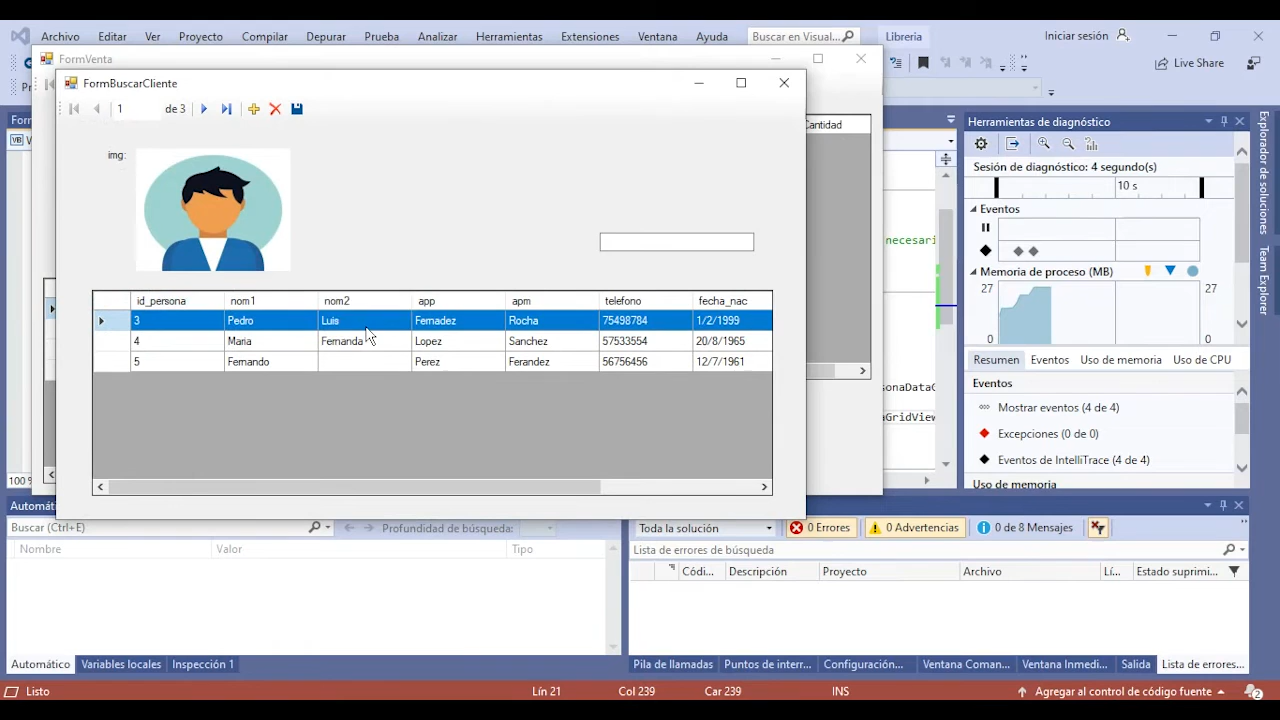 Archivo Editar Ver Proyecto Compilar Depurar Prueba Analizar Herramientas Extensiones Ventana Ayuda Buscar en Visual... Libreria Iniciar sesión
Live Share
FormVenta
FormBuscarCliente
1 de 3
img:
Cantidad
id_persona nom1 nom2 app apm telefono fecha_nac
3 Pedro Luis Fernadez Rocha 75498784 1/2/1999
4 Maria Fernanda Lopez Sanchez 57533554 20/8/1965
5 Fernando Perez Ferandez 56756456 12/7/1961
necesari
Herramientas de diagnóstico
Sesión de diagnóstico: 4 segundo(s)
10 s
Eventos
Memoria de proceso (MB)
27 27
0 0
Resumen Eventos Uso de memoria Uso de CPU
Eventos
Mostrar eventos (4 de 4)
Excepciones (0 de 0)
Eventos de IntelliTrace (4 de 4)
Uso de memoria
Explorador de soluciones
Team Explorer
Buscar (Ctrl+E) Profundidad de búsqueda:
Nombre Valor Tipo
Automático Variables locales Inspección 1
Toda la solución 0 Errores 0 Advertencias 0 de 8 Mensajes
Lista de errores de búsqueda
Códi... Descripción Proyecto Archivo Lí... Estado suprimi...
Pila de llamadas Puntos de interr... Configuración... Ventana Coman... Ventana Inmedi... Salida Lista de errores...
Listo Lín 21 Col 239 Car 239 INS Agregar al control de código fuente 2